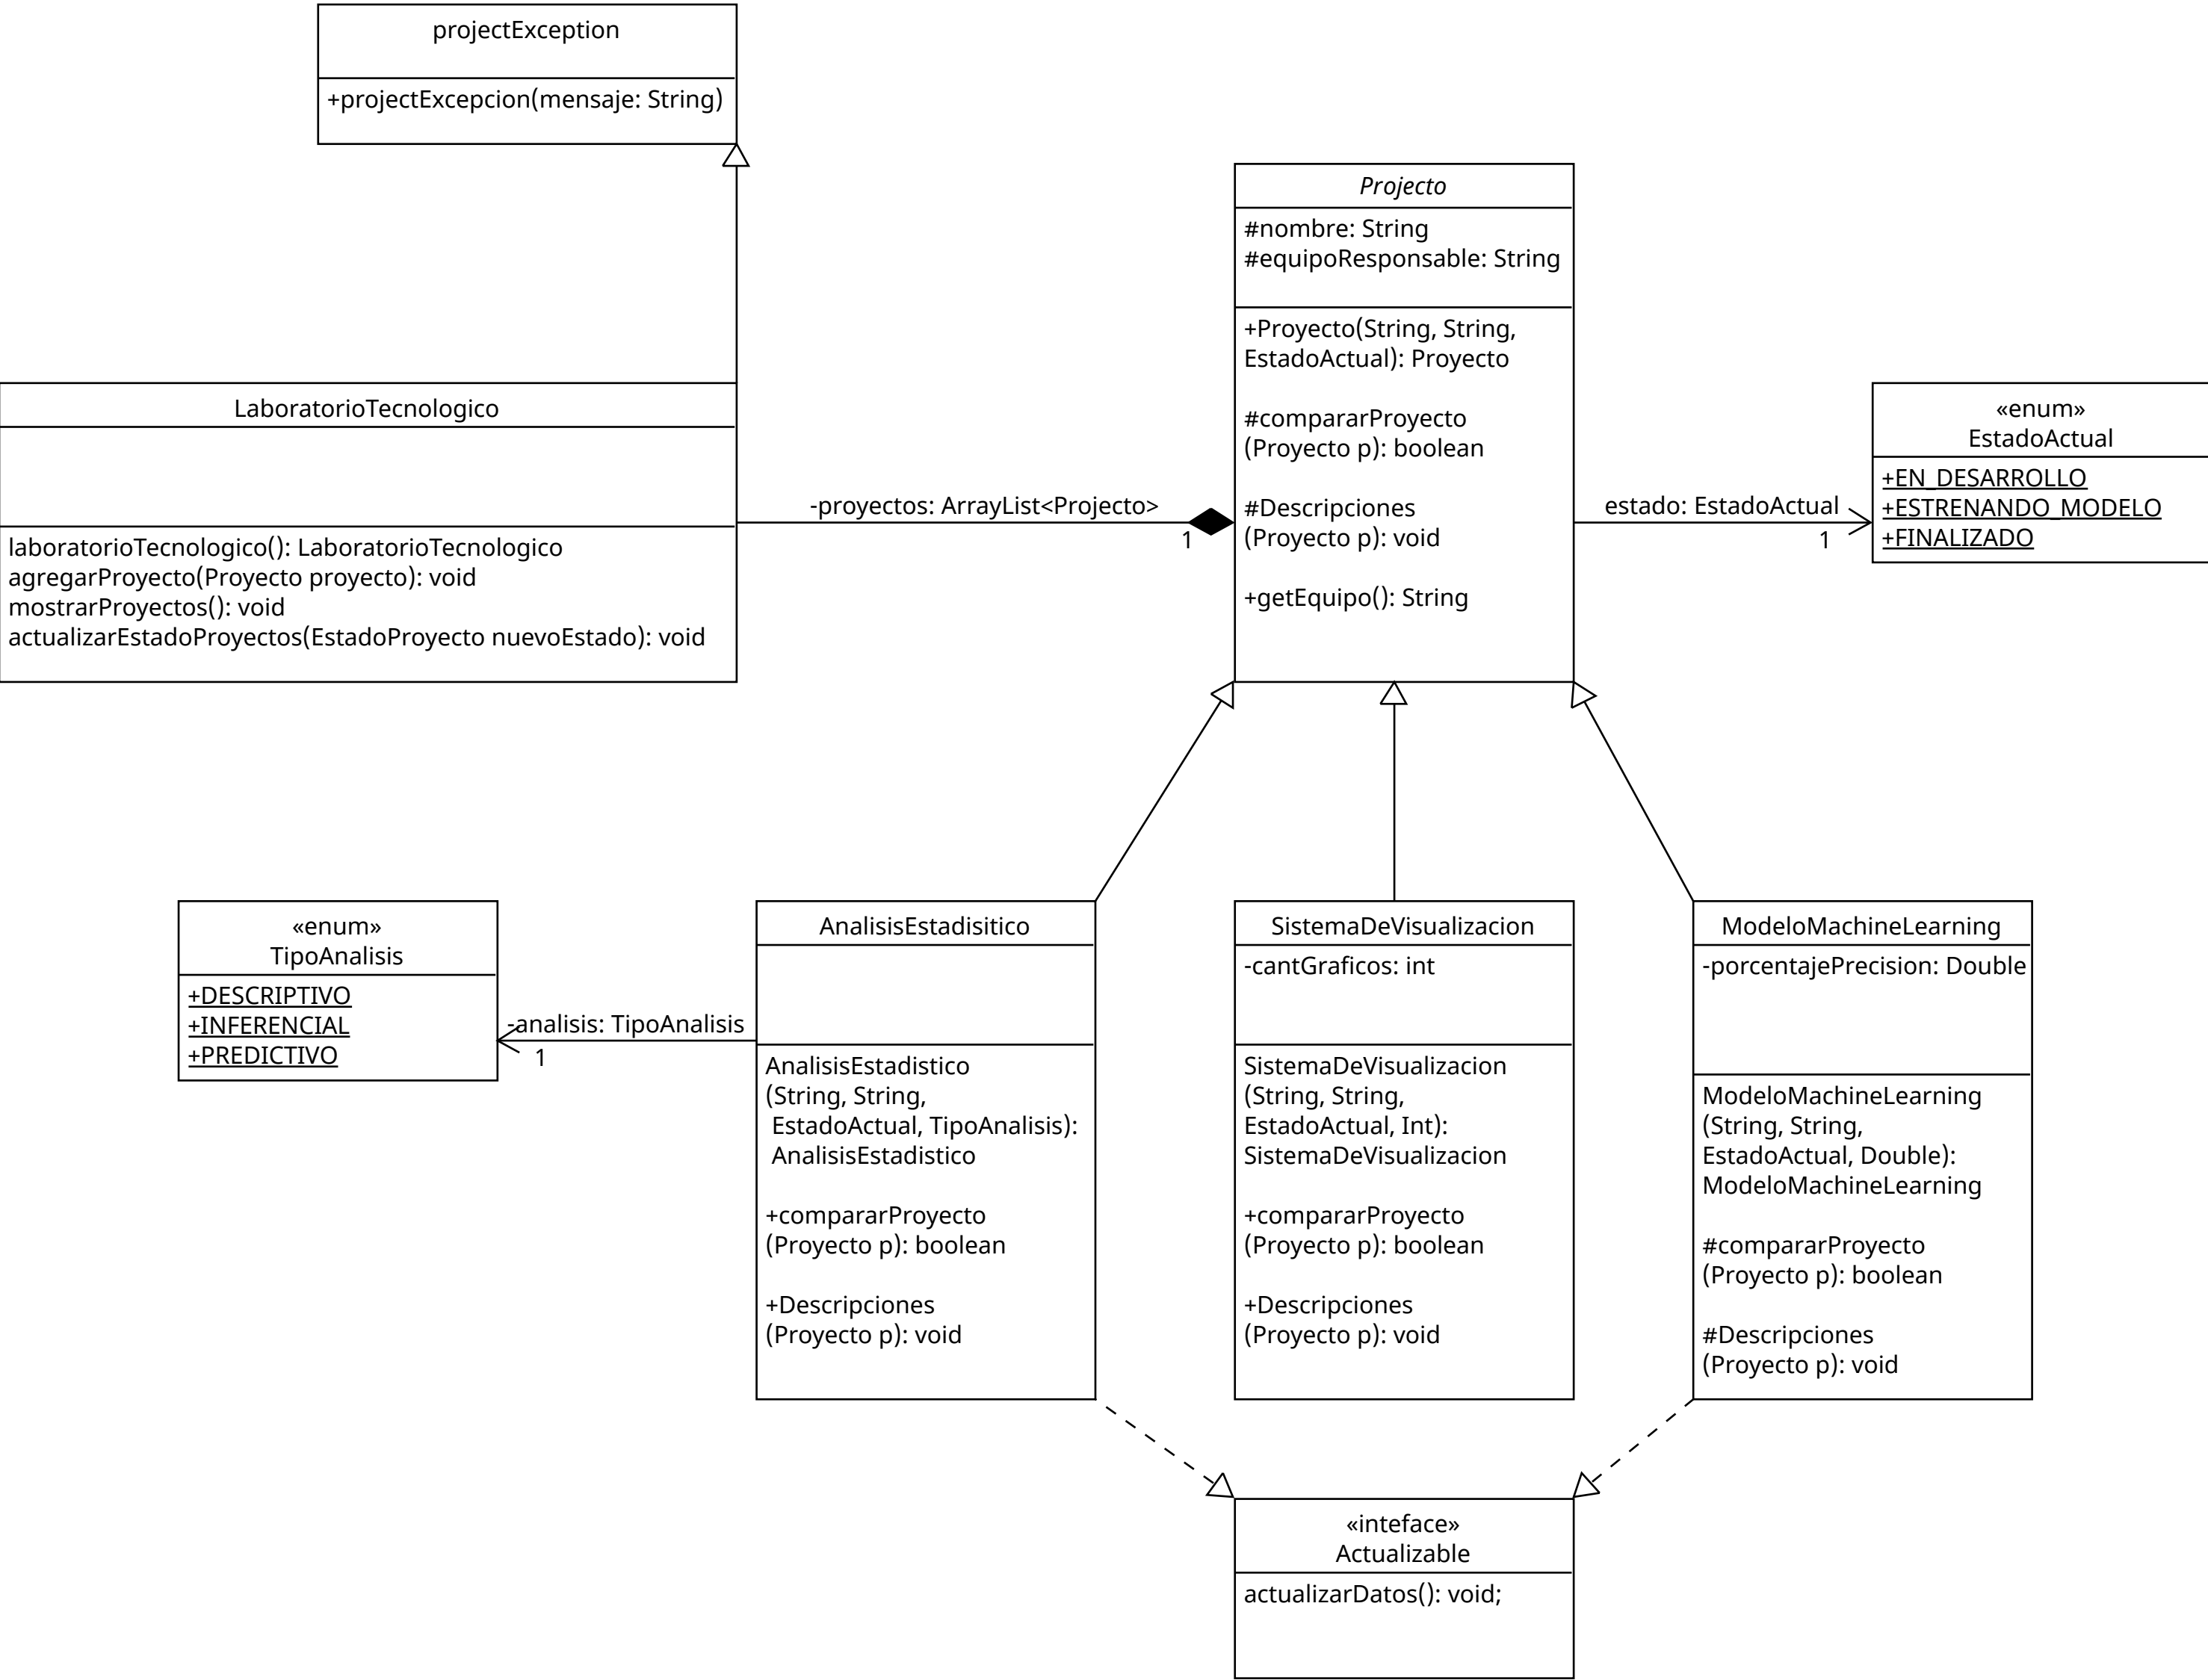 projectException
+projectExcepcion(mensaje: String)
Projecto
#nombre: String
#equipoResponsable: String
+Proyecto(String, String,
EstadoActual): Proyecto
#compararProyecto
(Proyecto p): boolean
#Descripciones
(Proyecto p): void
+getEquipo(): String
LaboratorioTecnologico
laboratorioTecnologico(): LaboratorioTecnologico
agregarProyecto(Proyecto proyecto): void
mostrarProyectos(): void
actualizarEstadoProyectos(EstadoProyecto nuevoEstado): void
-proyectos: ArrayList<Projecto>
1
estado: EstadoActual
1
«enum»
EstadoActual
+EN_DESARROLLO
+ESTRENANDO_MODELO
+FINALIZADO
«enum»
TipoAnalisis
+DESCRIPTIVO
+INFERENCIAL
+PREDICTIVO
-analisis: TipoAnalisis
1
AnalisisEstadisitico
AnalisisEstadistico
(String, String,
EstadoActual, TipoAnalisis):
AnalisisEstadistico
+compararProyecto
(Proyecto p): boolean
+Descripciones
(Proyecto p): void
SistemaDeVisualizacion
-cantGraficos: int
SistemaDeVisualizacion
(String, String,
EstadoActual, Int):
SistemaDeVisualizacion
+compararProyecto
(Proyecto p): boolean
+Descripciones
(Proyecto p): void
ModeloMachineLearning
-porcentajePrecision: Double
ModeloMachineLearning
(String, String,
EstadoActual, Double):
ModeloMachineLearning
#compararProyecto
(Proyecto p): boolean
#Descripciones
(Proyecto p): void
«inteface»
Actualizable
actualizarDatos(): void;